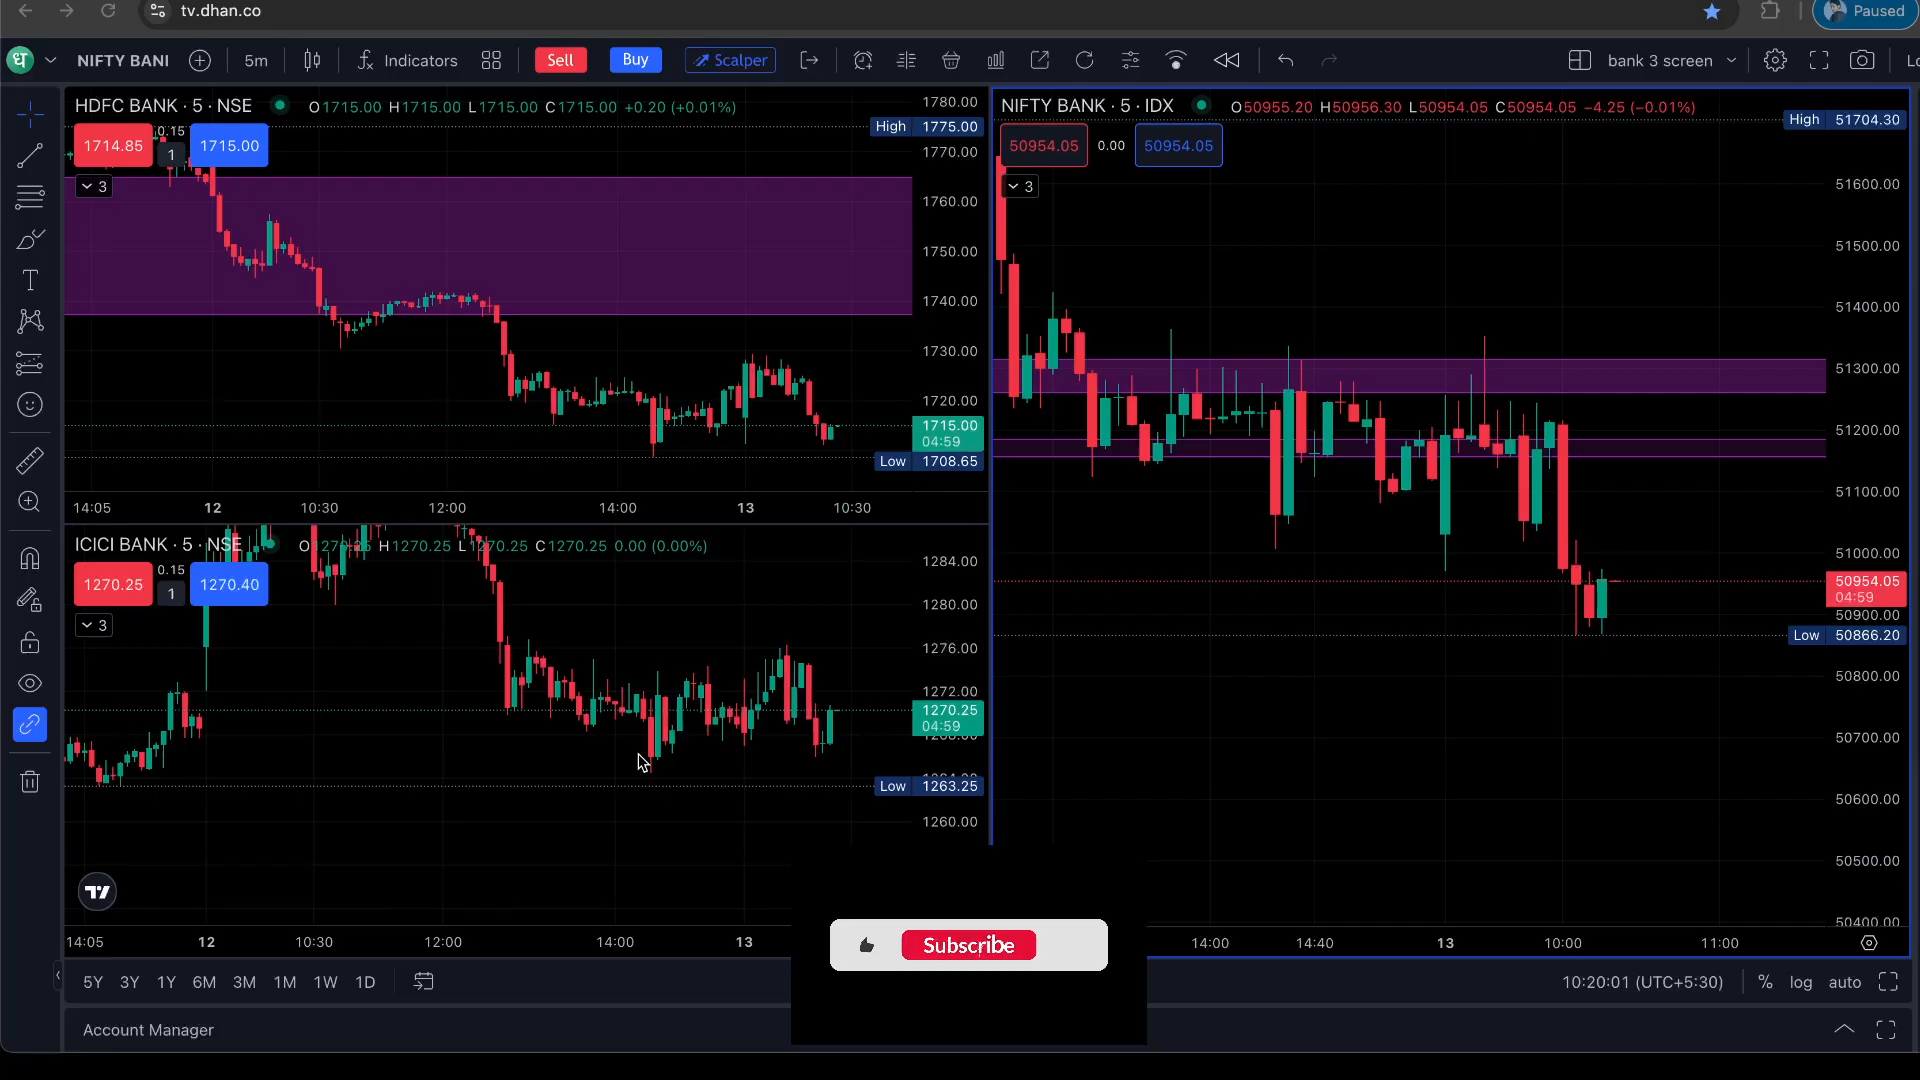 tv.dhan.co
Paused
ध
NIFTY BANI
5m
Indicators
Sell
Buy
Scalper
bank 3 screen
HDFC BANK · 5 · NSE
O1715.00 H1715.00 L1715.00 C1715.00 +0.20 (+0.01%)
1714.85
0.15
1
1715.00
3
1780.00
High 1775.00
1770.00
1760.00
1750.00
1740.00
1730.00
1720.00
1715.00
04:59
Low 1708.65
14:05 12 10:30 12:00 14:00 13 10:30
ICICI BANK · 5 · NSE
O1270.25 H1270.25 L1270.25 C1270.25 0.00 (0.00%)
1270.25
0.15
1
1270.40
3
1284.00
1280.00
1276.00
1272.00
1270.25
04:59
Low 1263.25
1260.00
14:05 12 10:30 12:00 14:00 13
NIFTY BANK · 5 · IDX
O50955.20 H50956.30 L50954.05 C50954.05 −4.25 (−0.01%)
50954.05
0.00
50954.05
3
High 51704.30
51600.00
51500.00
51400.00
51300.00
51200.00
51100.00
51000.00
50954.05
04:59
50900.00
Low 50866.20
50800.00
50700.00
50600.00
50500.00
50400.00
14:00 14:40 13 10:00 11:00
Subscribe
5Y 3Y 1Y 6M 3M 1M 1W 1D
10:20:01 (UTC+5:30)
% log auto
Account Manager